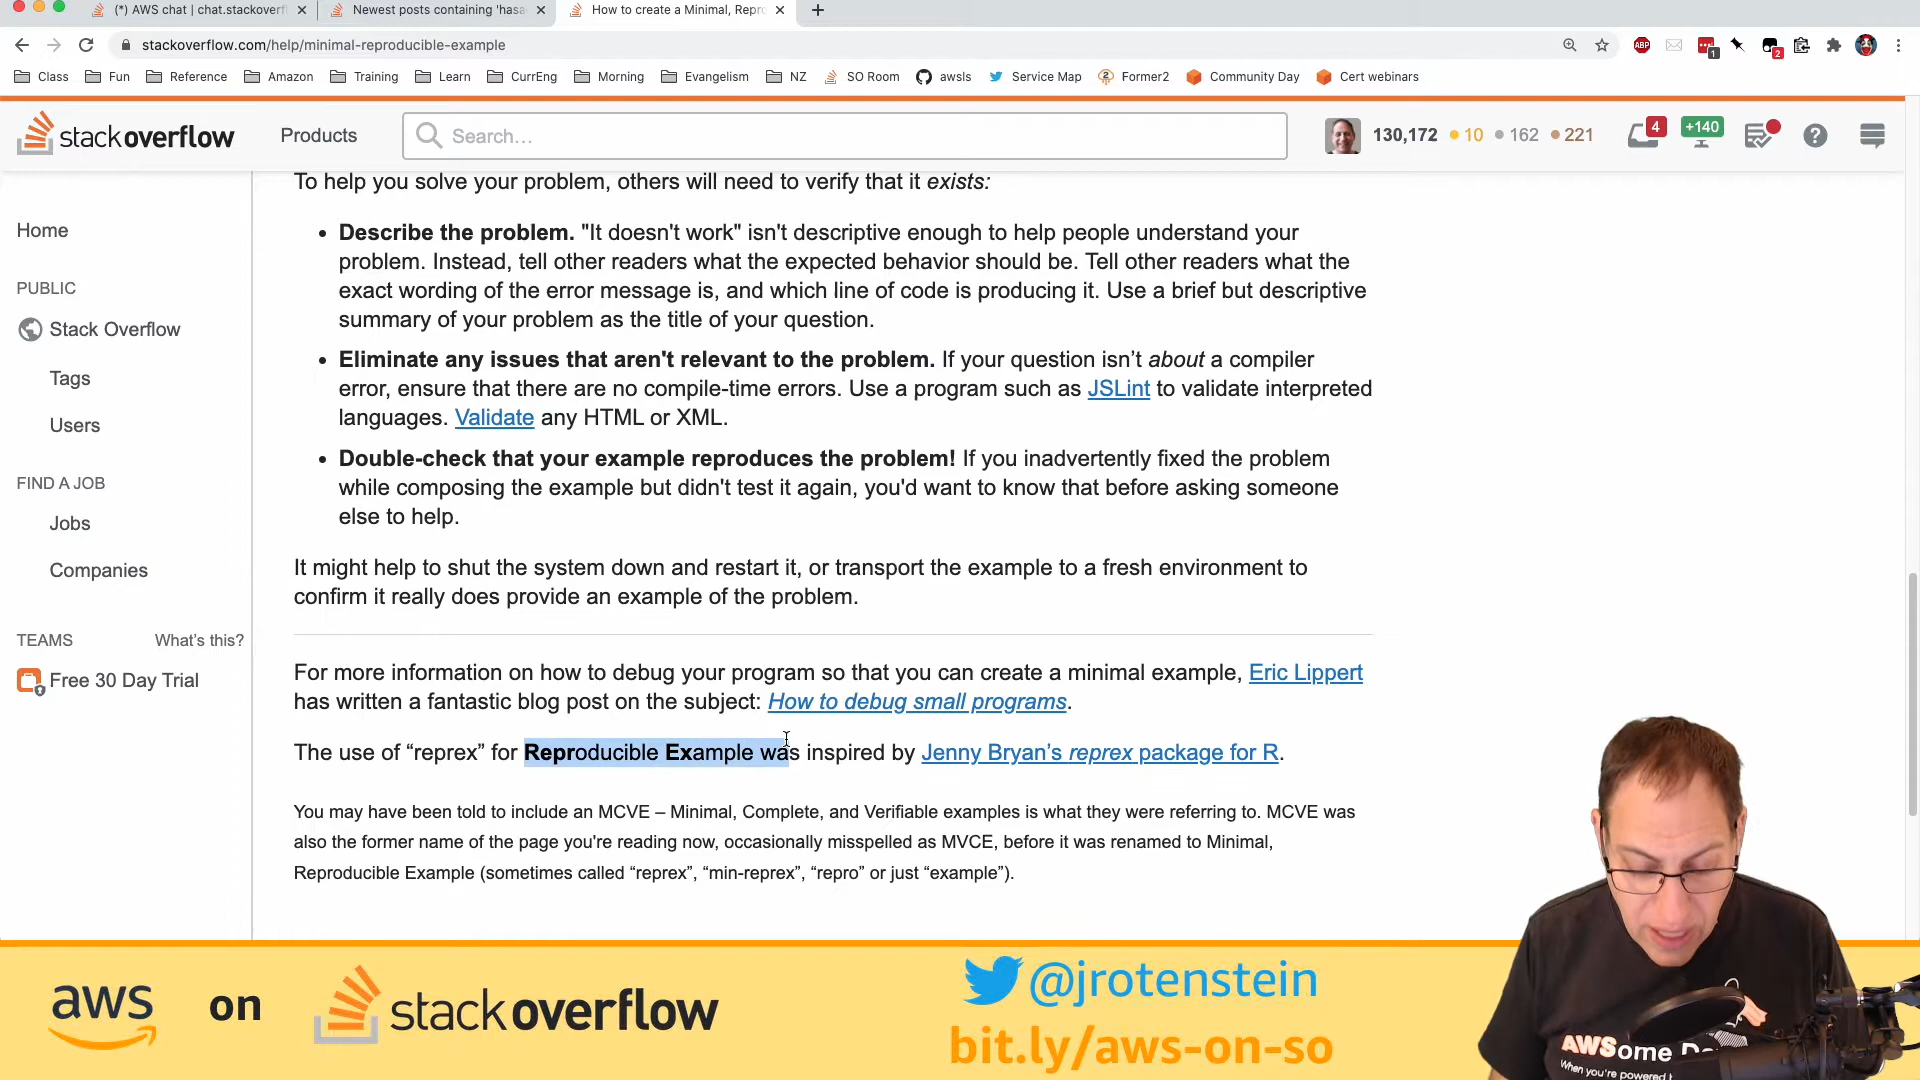 (*) AWS chat | chat.stackoverfl
Newest posts containing 'hasa
How to create a Minimal, Repro
stackoverflow.com/help/minimal-reproducible-example
ABP
1
2
Class
Fun
Reference
Amazon
Training
Learn
CurrEng
Morning
Evangelism
NZ
SO Room
awsls
Service Map
Former2
Community Day
Cert webinars
stackoverflow
Products
Search...
130,172
10
162
221
4
+140
To help you solve your problem, others will need to verify that it exists:
Home
PUBLIC
Stack Overflow
Tags
Users
FIND A JOB
Jobs
Companies
TEAMS
What's this?
Free 30 Day Trial
• Describe the problem. "It doesn't work" isn't descriptive enough to help people understand your
problem. Instead, tell other readers what the expected behavior should be. Tell other readers what the
exact wording of the error message is, and which line of code is producing it. Use a brief but descriptive
summary of your problem as the title of your question.
• Eliminate any issues that aren't relevant to the problem. If your question isn’t about a compiler
error, ensure that there are no compile-time errors. Use a program such as JSLint to validate interpreted
languages. Validate any HTML or XML.
• Double-check that your example reproduces the problem! If you inadvertently fixed the problem
while composing the example but didn't test it again, you'd want to know that before asking someone
else to help.
It might help to shut the system down and restart it, or transport the example to a fresh environment to
confirm it really does provide an example of the problem.
For more information on how to debug your program so that you can create a minimal example, Eric Lippert
has written a fantastic blog post on the subject: How to debug small programs.
The use of “reprex” for Reproducible Example was inspired by Jenny Bryan’s reprex package for R.
You may have been told to include an MCVE – Minimal, Complete, and Verifiable examples is what they were referring to. MCVE was
also the former name of the page you're reading now, occasionally misspelled as MVCE, before it was renamed to Minimal,
Reproducible Example (sometimes called “reprex”, “min-reprex”, “repro” or just “example”).
aws on stackoverflow
@jrotenstein
bit.ly/aws-on-so
AWSome Da
When you're powered